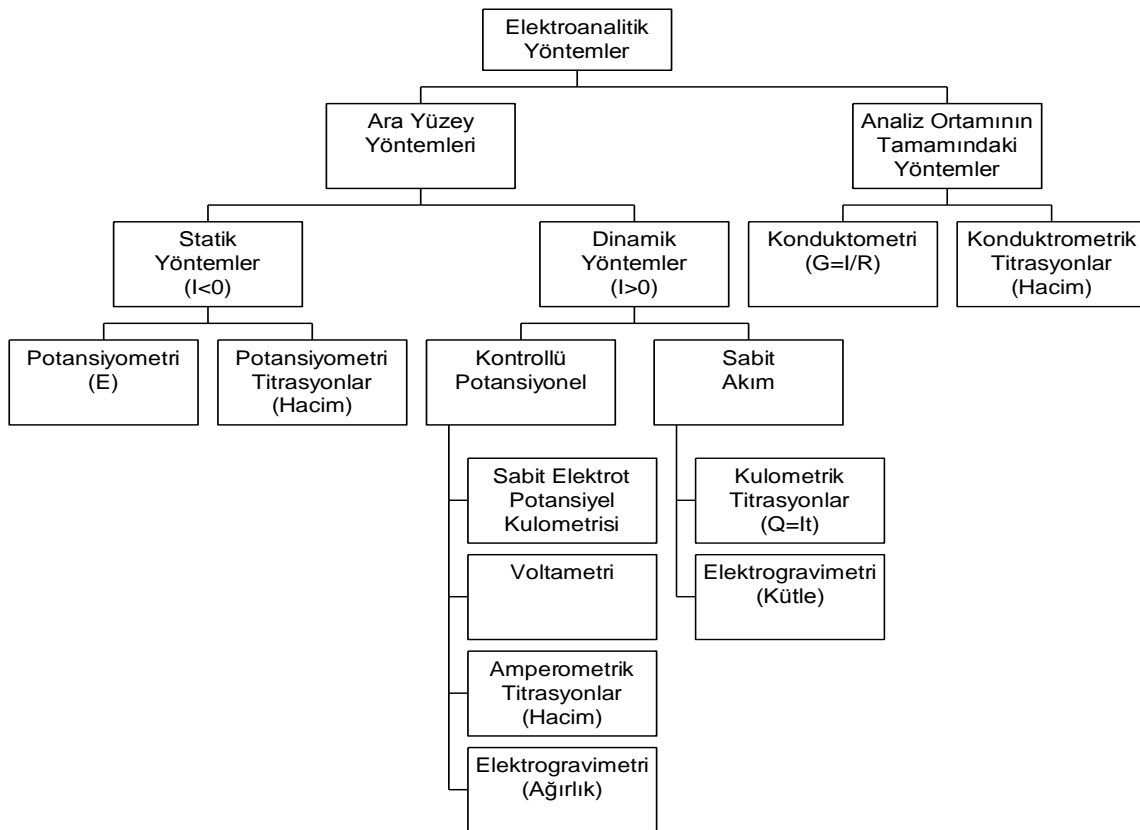 Elektroanalitik
Yöntemler
Ara Yüzey
Yöntemleri
Analiz Ortamının
Tamamındaki
Yöntemler
Statik
Yöntemler
(I<0)
Dinamik
Yöntemler
(I>0)
Konduktometri
(G=I/R)
Konduktrometrik
Titrasyonlar
(Hacim)
Potansiyometri
(E)
Potansiyometri
Titrasyonlar
(Hacim)
Kontrollü
Potansiyonel
Sabit
Akım
Sabit Elektrot
Potansiyel
Kulometrisi
Voltametri
Amperometrik
Titrasyonlar
(Hacim)
Elektrogravimetri
(Ağırlık)
Kulometrik
Titrasyonlar
(Q=It)
Elektrogravimetri
(Kütle)